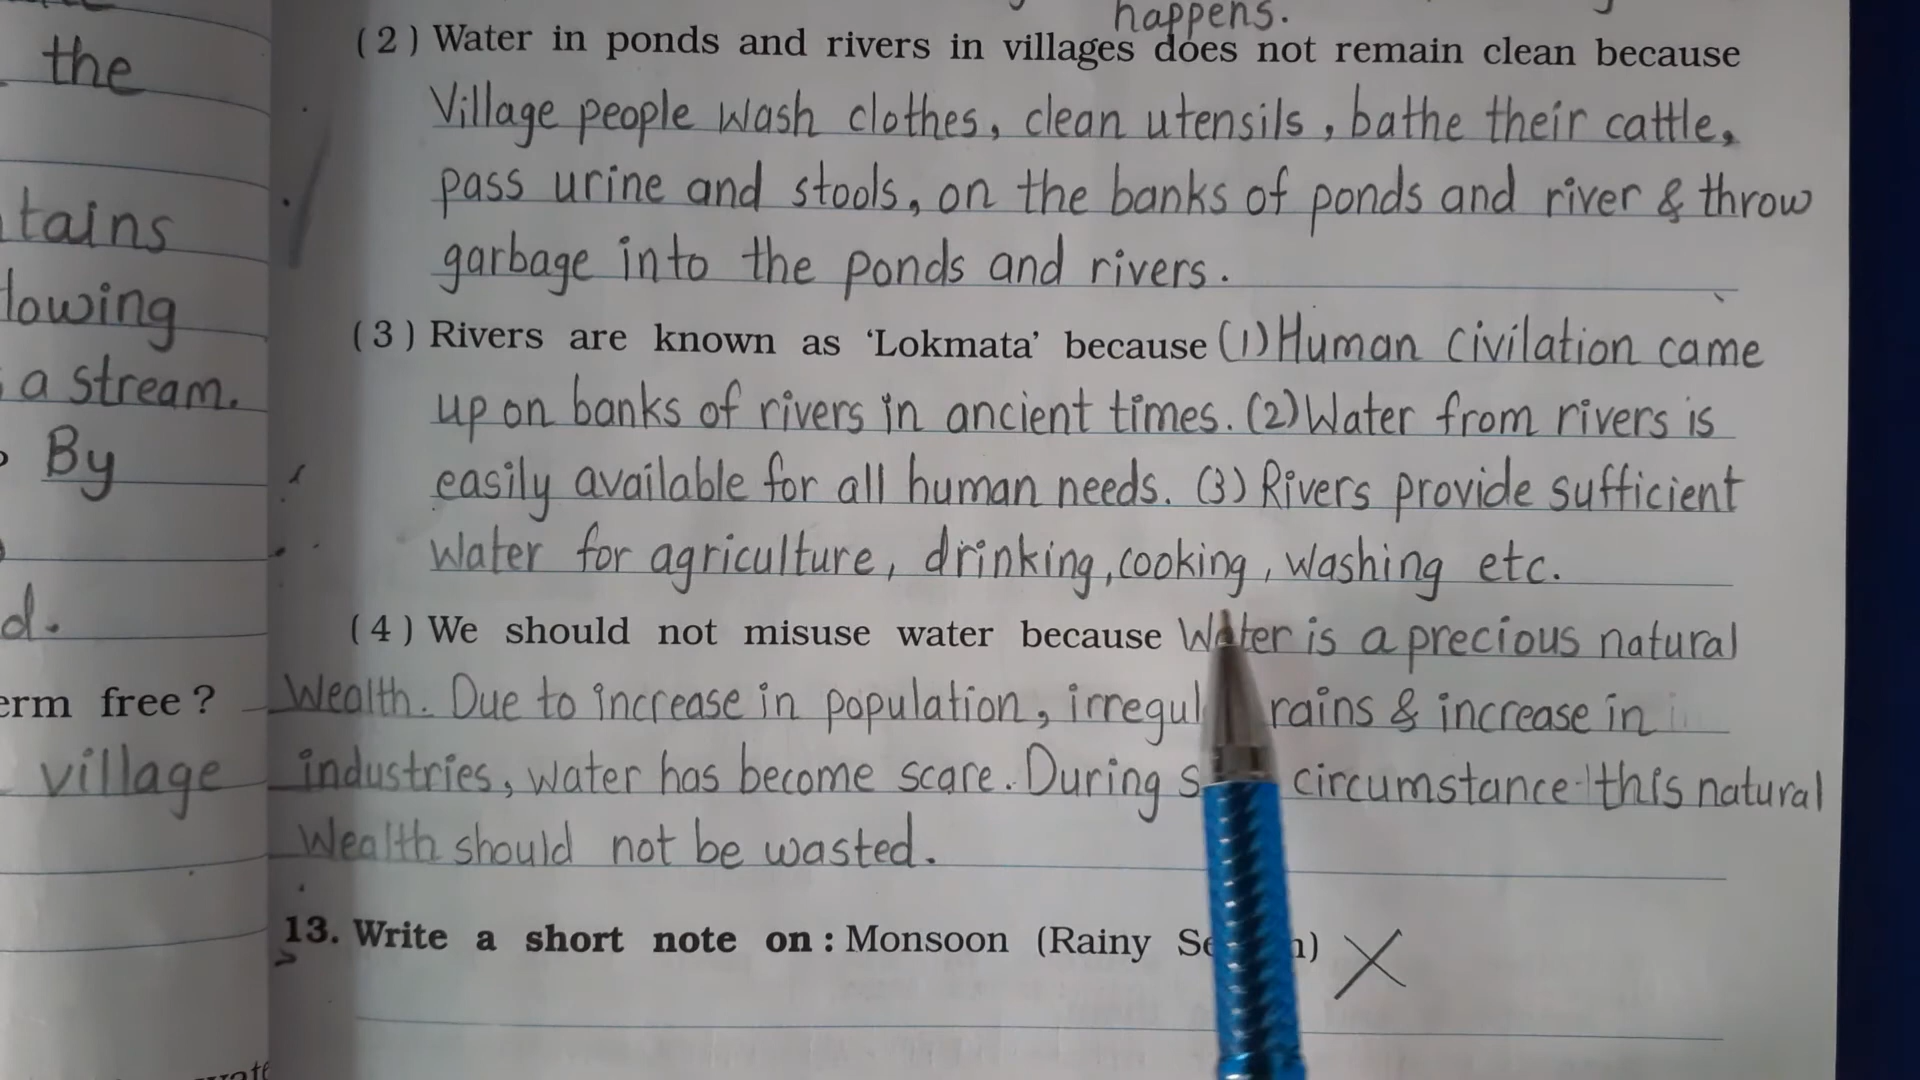 the
tains
lowing
a stream.
By
d.
erm free?
village
happens.
(2) Water in ponds and rivers in villages does not remain clean because
Village people wash clothes, clean utensils, bathe their cattle,
pass urine and stools, on the banks of ponds and river & throw
garbage into the ponds and rivers.
(3) Rivers are known as 'Lokmata' because (1) Human civilation came
up on banks of rivers in ancient times. (2) Water from rivers is
easily available for all human needs. (3) Rivers provide sufficient
Water for agriculture, drinking, cooking, washing etc.
(4) We should not misuse water because Water is a precious natural
Wealth. Due to increase in population, irregul rains & increase in
industries, water has become scare. During s circumstance this natural
Wealth should not be wasted.
13. Write a short note on: Monsoon (Rainy